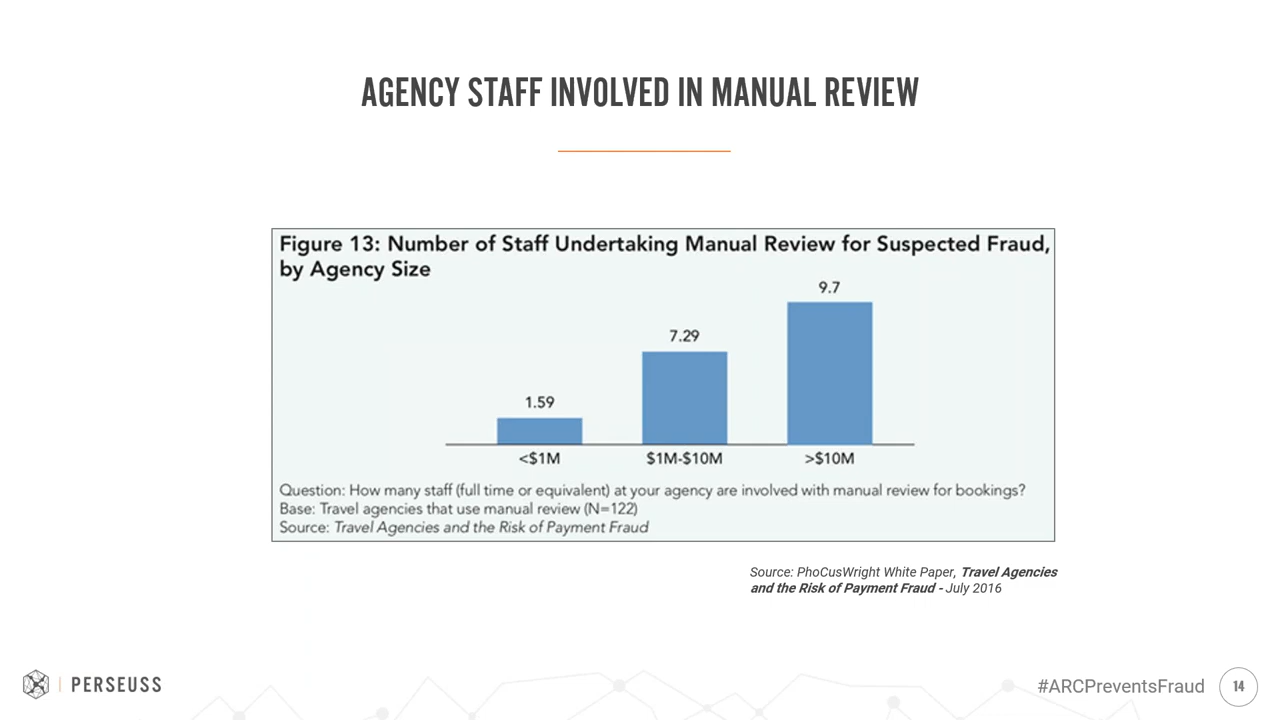 AGENCY STAFF INVOLVED IN MANUAL REVIEW
Figure 13: Number of Staff Undertaking Manual Review for Suspected Fraud,
by Agency Size
9.7
7.29
1.59
<$1M
$1M-$10M
>$10M
Question: How many staff (full time or equivalent) at your agency are involved with manual review for bookings?
Base: Travel agencies that use manual review (N=122)
Source: Travel Agencies and the Risk of Payment Fraud
Source: PhoCusWright White Paper, Travel Agencies
and the Risk of Payment Fraud - July 2016
PERSEUSS
#ARCPreventsFraud
14